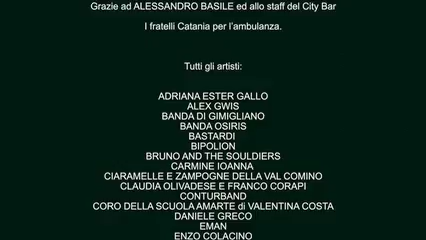 Grazie ad ALESSANDRO BASILE ed allo staff del City Bar
I fratelli Catania per l'ambulanza.
Tutti gli artisti:
ADRIANA ESTER GALLO
ALEX GWIS
BANDA DI GIMIGLIANO
BANDA OSIRIS
BASTARDI
BIPOLION
BRUNO AND THE SOULDIERS
CARMINE IOANNA
CIARAMELLE E ZAMPOGNE DELLA VAL COMINO
CLAUDIA OLIVADESE E FRANCO CORAPI
CONTURBAND
CORO DELLA SCUOLA AMARTE di VALENTINA COSTA
DANIELE GRECO
EMAN
ENZO COLACINO